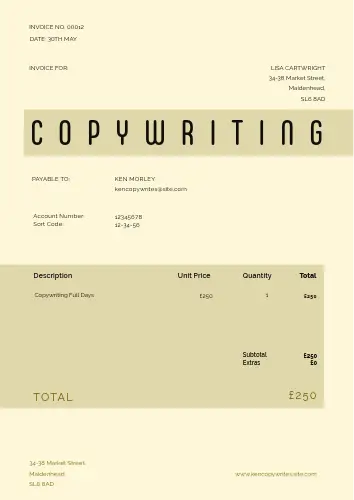 INVOICE NO. 00012
DATE: 30TH MAY
INVOICE FOR:
LISA CARTWRIGHT
34-38 Market Street,
Maidenhead,
SL6 8AD
COPYWRITING
PAYABLE TO:
KEN MORLEY
kencopywrites@site.com
Account Number: 12345678
Sort Code: 12-34-56
Description Unit Price Quantity Total
Copywriting Full Days £250 1 £250
Subtotal £250
Extras £0
TOTAL £250
34-38 Market Street,
Maidenhead,
SL6 8AD
www.kencopywrites.site.com